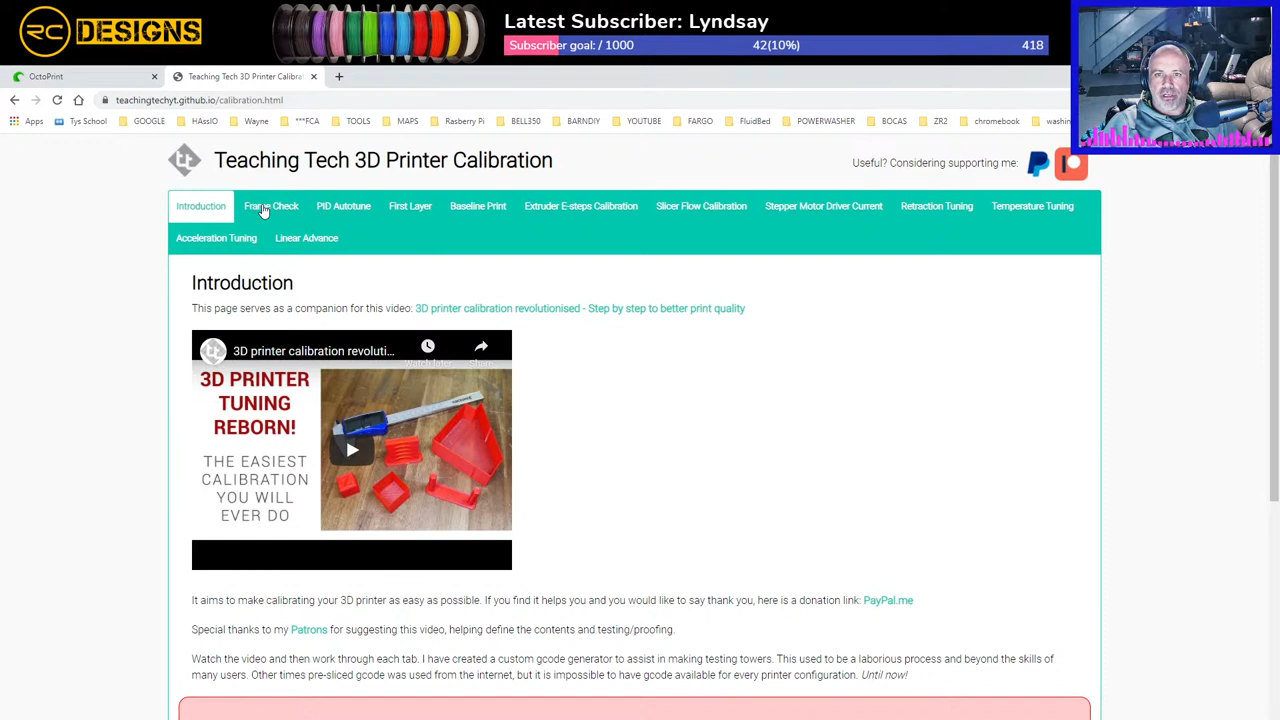 RC DESIGNS
Latest Subscriber: Lyndsay
Subscriber goal: / 1000 42(10%) 418
OctoPrint
Teaching Tech 3D Printer Calibrat
teachingtechyt.github.io/calibration.html
Apps Tys School GOOGLE HAssIO Wayne ***FCA TOOLS MAPS Rasberry Pi BELL350 BARNDIY YOUTUBE FARGO FluidBed POWERWASHER BOCAS ZR2 chromebook washin
Teaching Tech 3D Printer Calibration
Useful? Considering supporting me:
Introduction Frame Check PID Autotune First Layer Baseline Print Extruder E-steps Calibration Slicer Flow Calibration Stepper Motor Driver Current Retraction Tuning Temperature Tuning
Acceleration Tuning Linear Advance
Introduction
This page serves as a companion for this video: 3D printer calibration revolutionised - Step by step to better print quality
3D printer calibration revoluti...
Watch later Share
3D PRINTER
TUNING
REBORN!
THE EASIEST
CALIBRATION
YOU WILL
EVER DO
It aims to make calibrating your 3D printer as easy as possible. If you find it helps you and you would like to say thank you, here is a donation link: PayPal.me
Special thanks to my Patrons for suggesting this video, helping define the contents and testing/proofing.
Watch the video and then work through each tab. I have created a custom gcode generator to assist in making testing towers. This used to be a laborious process and beyond the skills of
many users. Other times pre-sliced gcode was used from the internet, but it is impossible to have gcode available for every printer configuration. Until now!